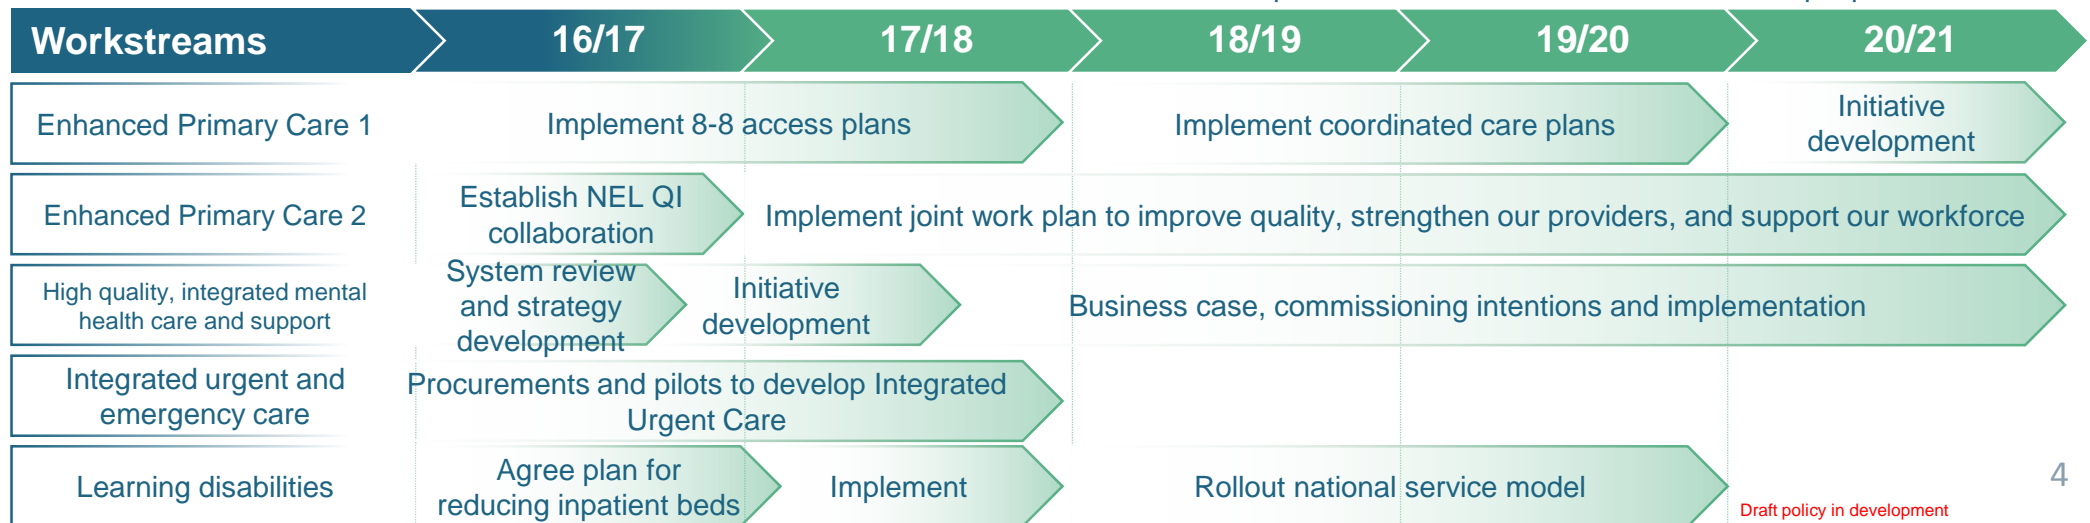 Workstreams
16/17
17/18
18/19
19/20
20/21
Enhanced Primary Care 1
Implement 8-8 access plans
Implement coordinated care plans
Initiative
development
Enhanced Primary Care 2
Establish NEL QI
collaboration
Implement joint work plan to improve quality, strengthen our providers, and support our workforce
High quality, integrated mental
health care and support
System review
and strategy
development
Initiative
development
Business case, commissioning intentions and implementation
Integrated urgent and
emergency care
Procurements and pilots to develop Integrated
Urgent Care
Learning disabilities
Agree plan for
reducing inpatient beds
Implement
Rollout national service model
4
Draft policy in development